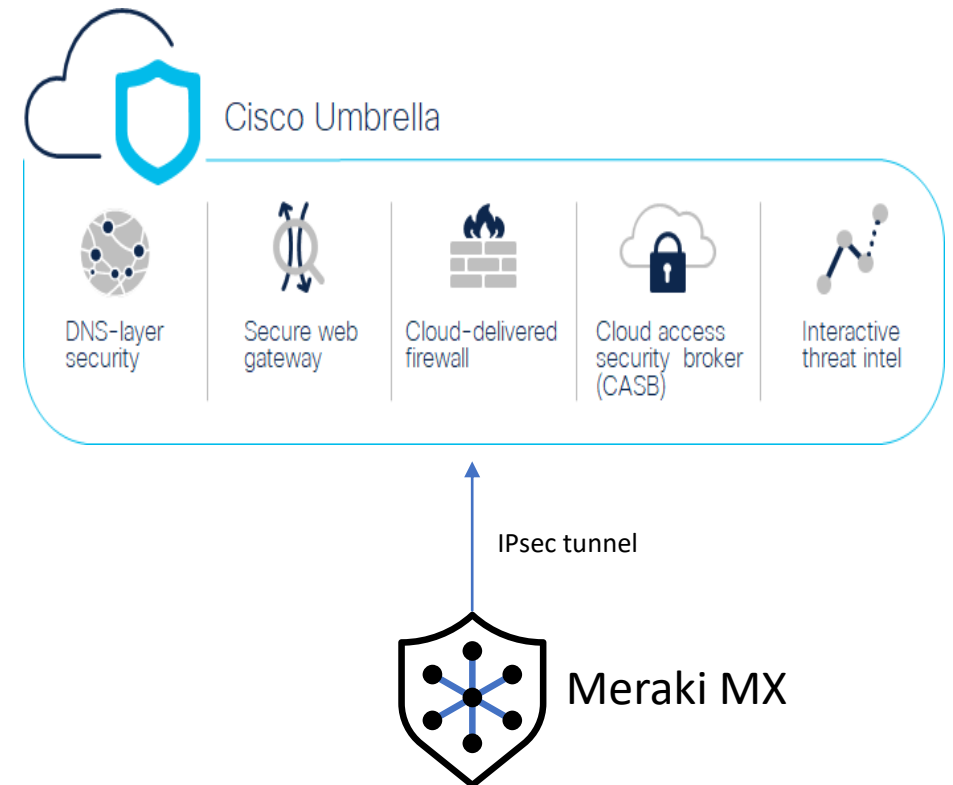 Cisco Umbrella
DNS-layer
security
Secure web
gateway
Cloud-delivered
firewall
Cloud access
security broker
(CASB)
Interactive
threat intel
IPsec tunnel
Meraki MX